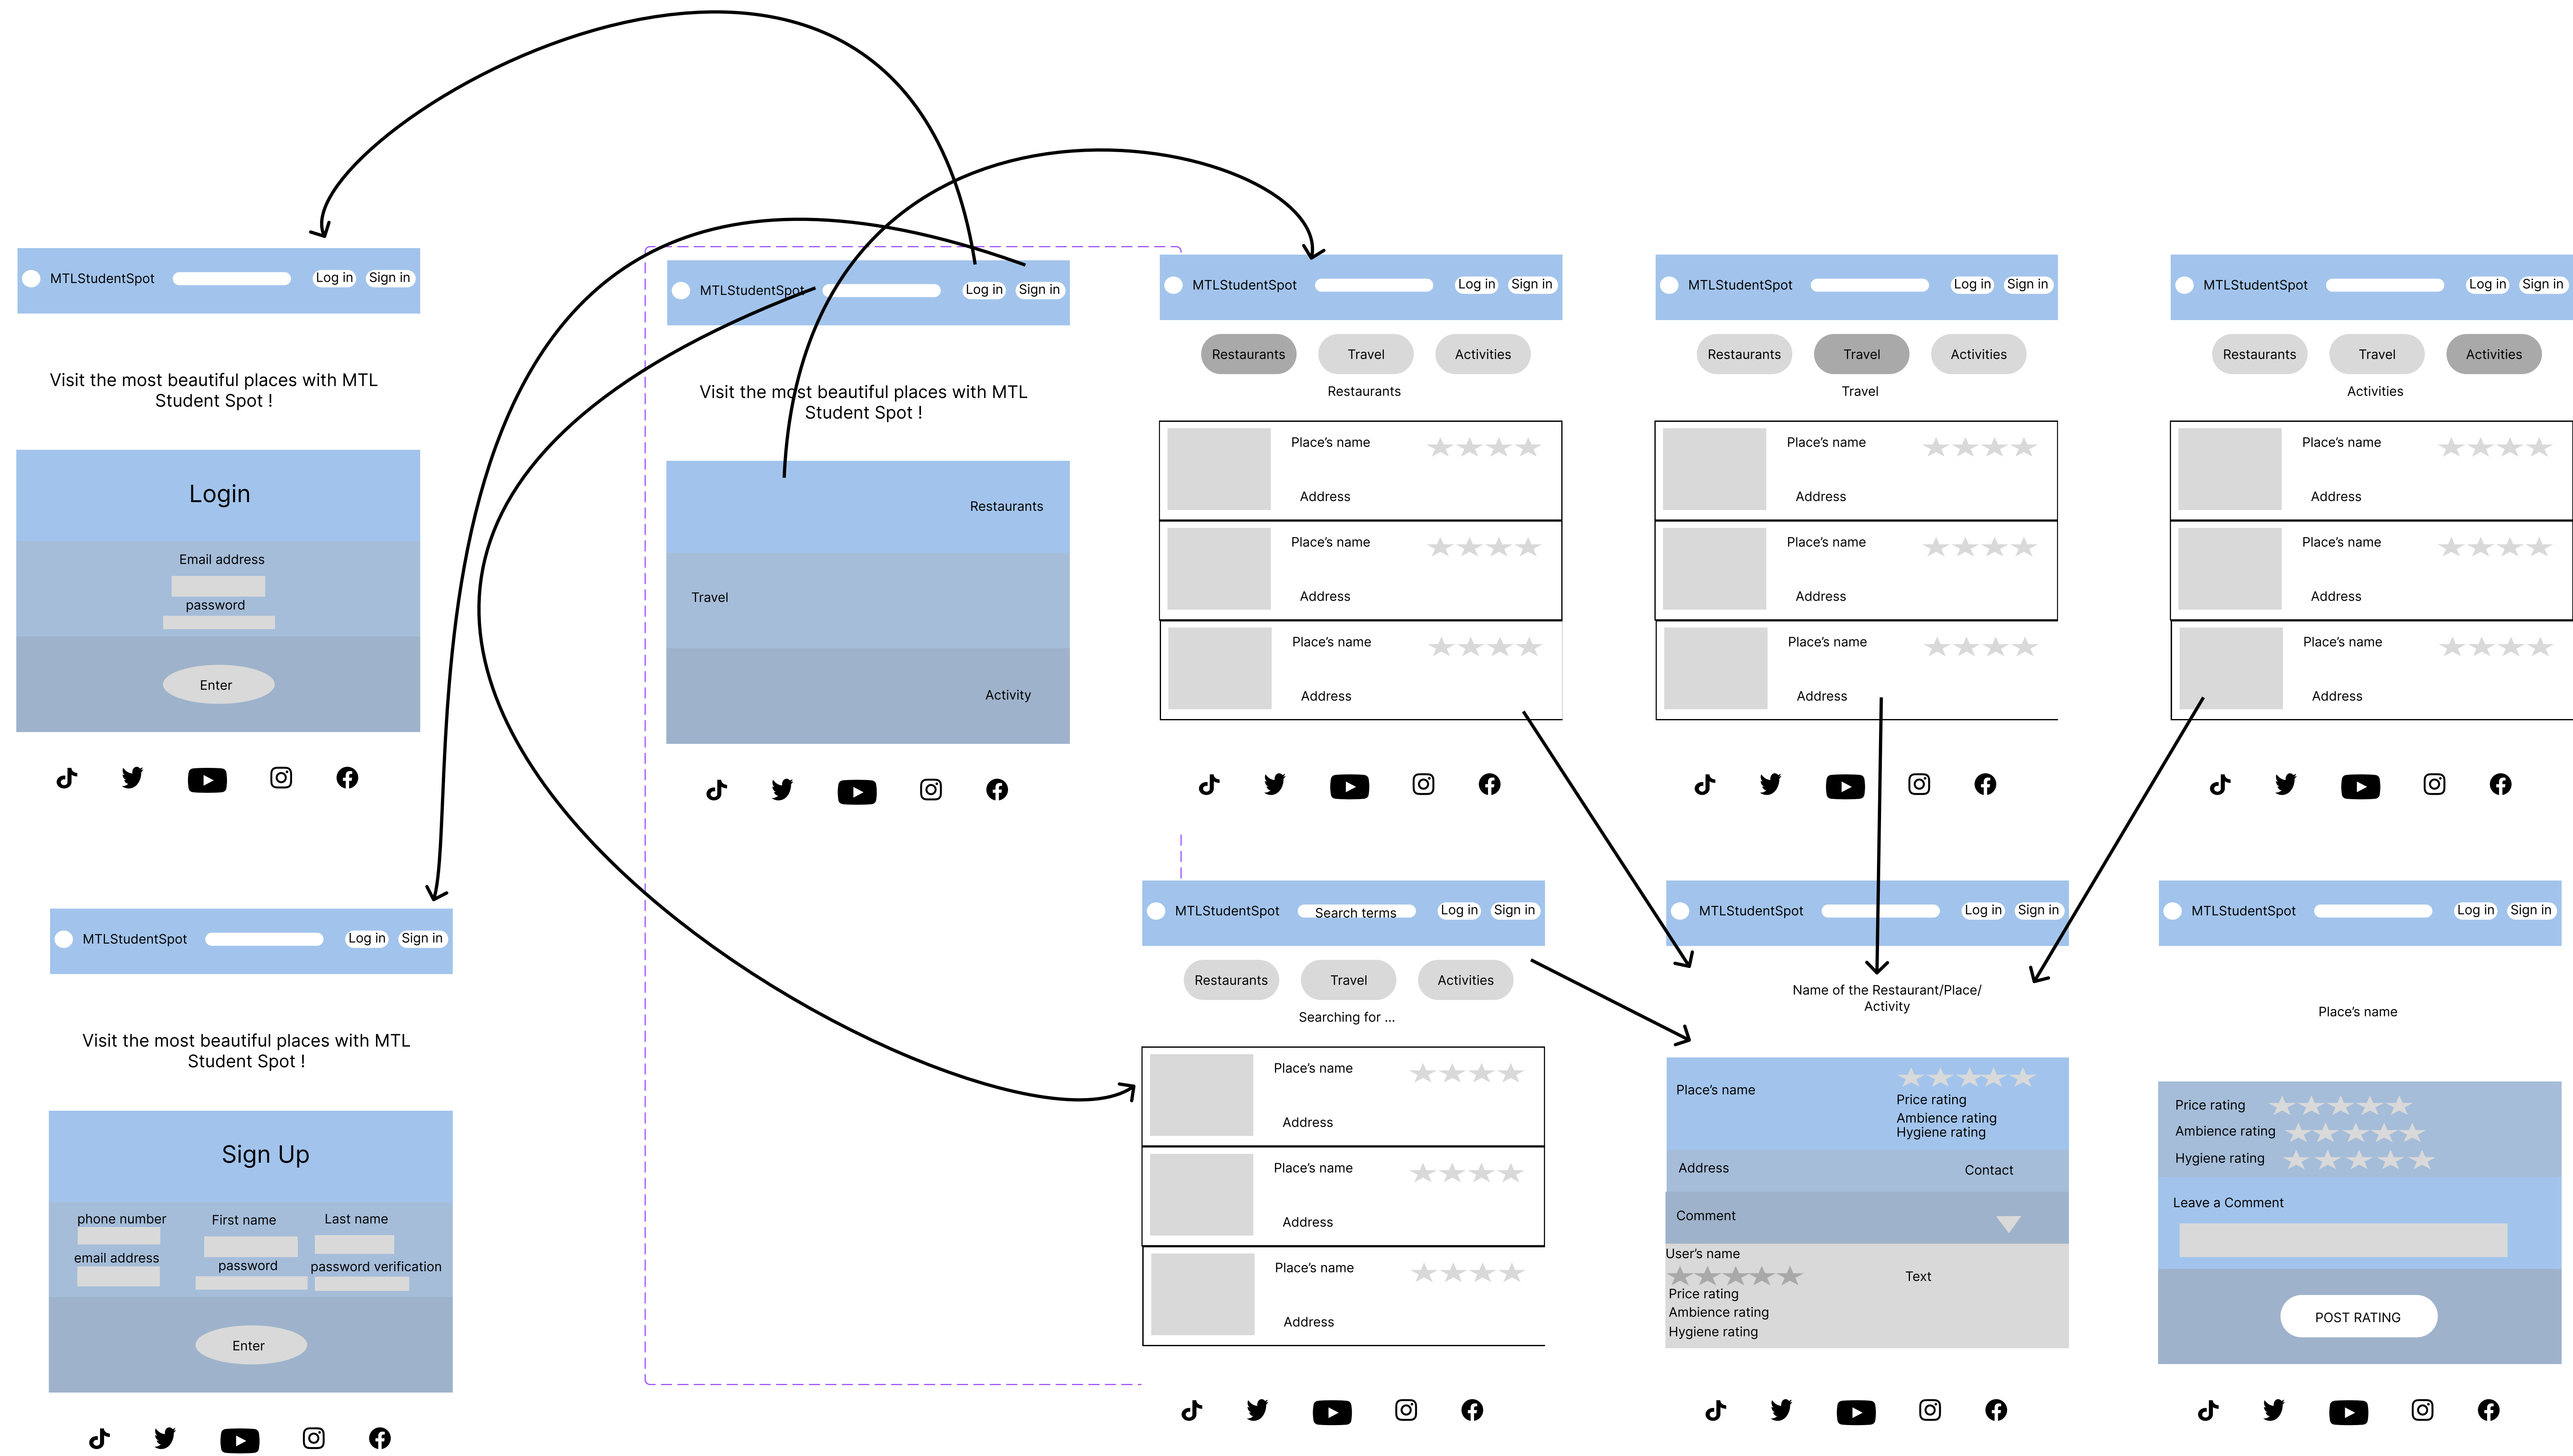 MTLStudentSpot
Log in
Sign in
Visit the most beautiful places with MTL
Student Spot !
Login
Email address
password
Enter
MTLStudentSpot
Log in
Sign in
Visit the most beautiful places with MTL
Student Spot !
Restaurants
Travel
Activity
MTLStudentSpot
Log in
Sign in
Restaurants
Travel
Activities
Restaurants
Place's name
Address
Place's name
Address
Place's name
Address
MTLStudentSpot
Log in
Sign in
Restaurants
Travel
Activities
Travel
Place's name
Address
Place's name
Address
Place's name
Address
MTLStudentSpot
Log in
Sign in
Restaurants
Travel
Activities
Activities
Place's name
Address
Place's name
Address
Place's name
Address
MTLStudentSpot
Log in
Sign in
Visit the most beautiful places with MTL
Student Spot !
Sign Up
phone number
First name
Last name
email address
password
password verification
Enter
MTLStudentSpot
Search terms
Log in
Sign in
Restaurants
Travel
Activities
Searching for ...
Place's name
Address
Place's name
Address
Place's name
Address
MTLStudentSpot
Log in
Sign in
Name of the Restaurant/Place/
Activity
Place's name
Price rating
Ambience rating
Hygiene rating
Address
Contact
Comment
User's name
Text
Price rating
Ambience rating
Hygiene rating
MTLStudentSpot
Log in
Sign in
Place's name
Price rating
Ambience rating
Hygiene rating
Leave a Comment
POST RATING